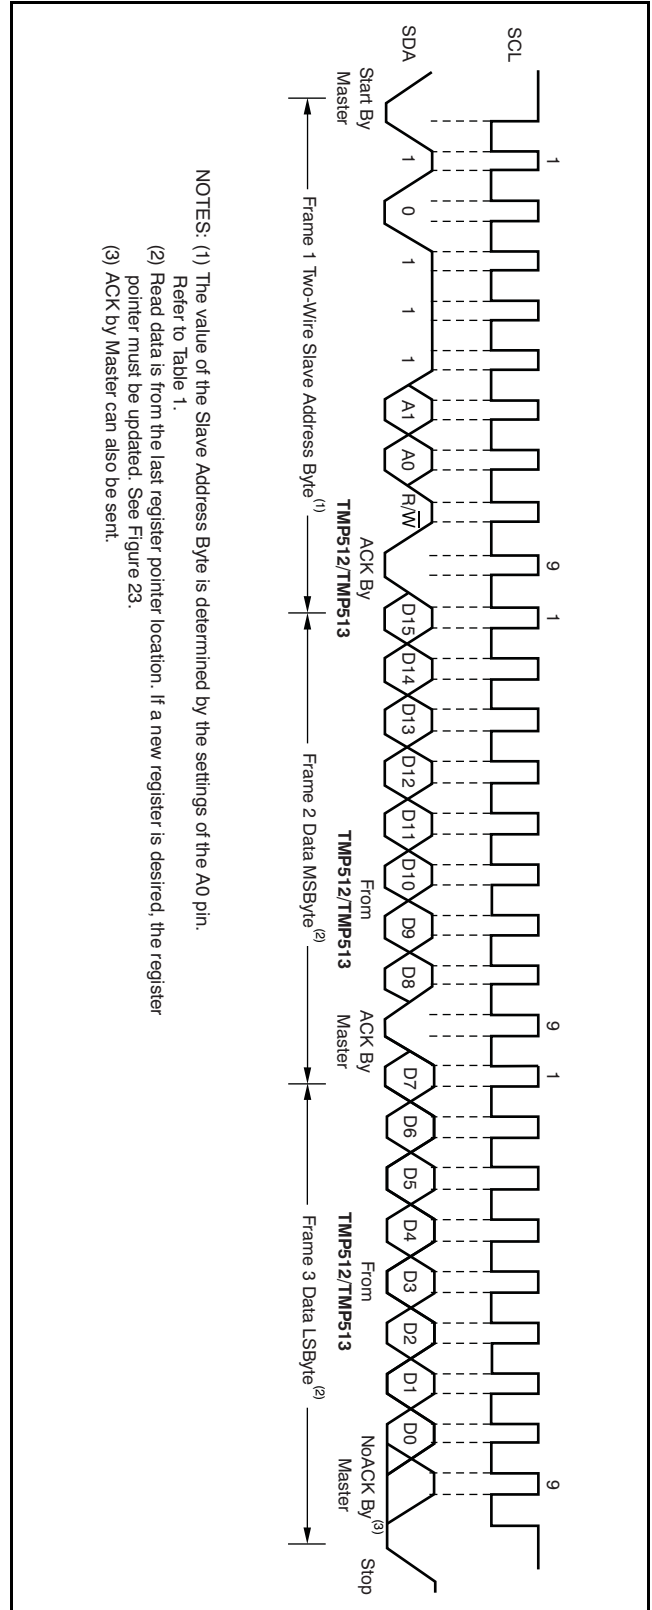 1 9 1 9 1 9
SCL
SDA 1 0 1 1 1 A1 A0 R/W D15 D14 D13 D12 D11 D10 D9 D8 D7 D6 D5 D4 D3 D2 D1 D0
Start By
Master
ACK By
TMP512/TMP513
From
TMP512/TMP513
ACK By
Master
From
TMP512/TMP513
NoACK By(3)
Master
Stop
Frame 1 Two-Wire Slave Address Byte(1)
Frame 2 Data MSByte(2)
Frame 3 Data LSByte(2)
NOTES: (1) The value of the Slave Address Byte is determined by the settings of the A0 pin.
Refer to Table 1.
(2) Read data is from the last register pointer location. If a new register is desired, the register
pointer must be updated. See Figure 23.
(3) ACK by Master can also be sent.